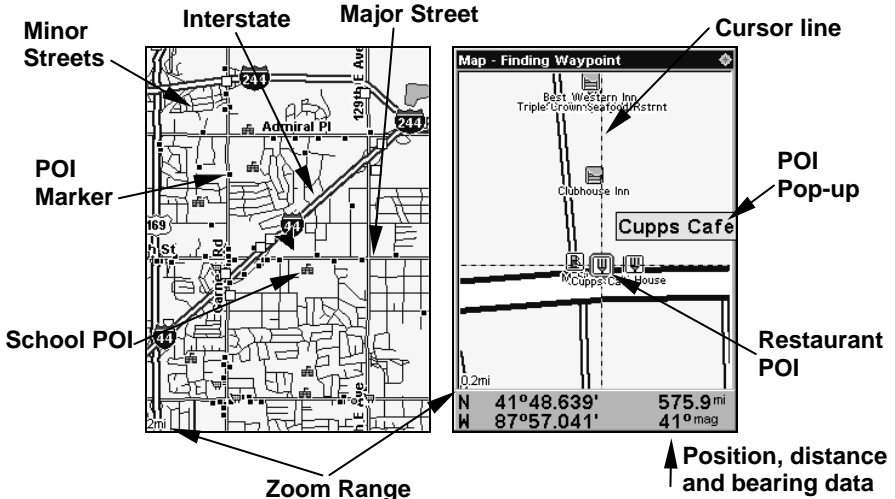 Interstate
Major Street
Minor
Streets
Cursor line
244
129th E Ave
244
Admiral Pl
POI
Marker
169
h St
44
Garnett Rd
School POI
44
h E Ave
2mi
Map - Finding Waypoint
Best Western Inn
Triple Crown Seafood Rstrnt
Clubhouse Inn
POI
Pop-up
Cupps Cafe
House
Restaurant
POI
0.2mi
N 41°48.639' 575.9 mi
W 87°57.041' 41° mag
Zoom Range
Position, distance
and bearing data